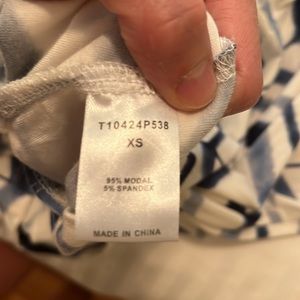 T10424P538
XS
95% MODAL
5% SPANDEX
MADE IN CHINA